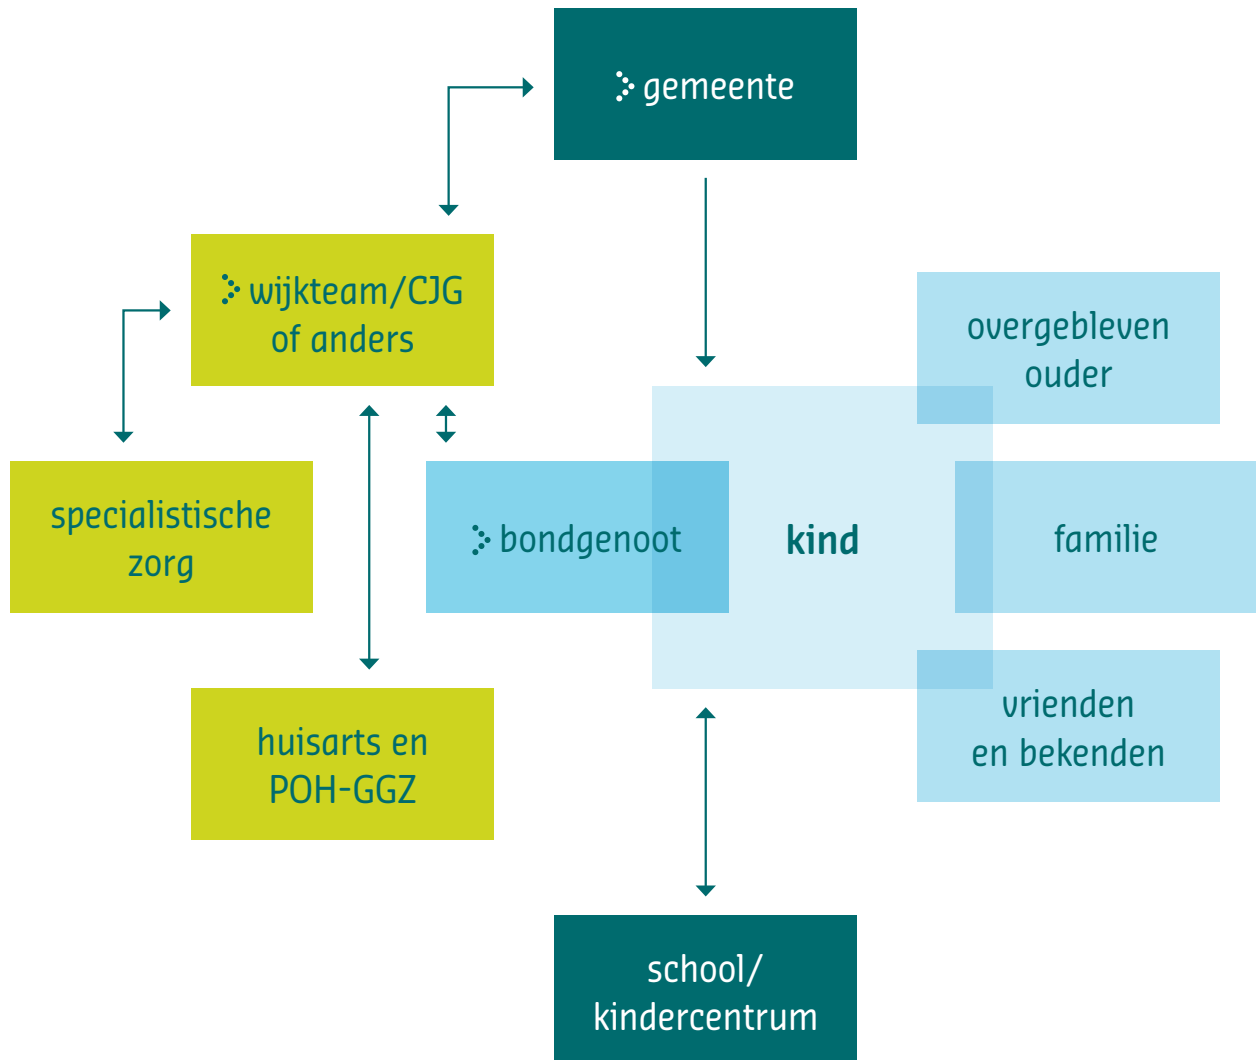 gemeente
wijkteam/CJG
of anders
overgebleven
ouder
specialistische
zorg
bondgenoot
kind
familie
huisarts en
POH-GGZ
vrienden
en bekenden
school/
kindercentrum